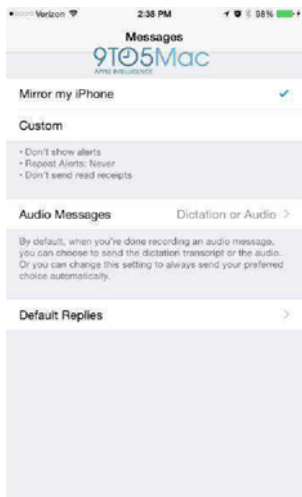 Verizon 2:38 PM 98%
Messages
9TO5Mac
APPLE INTELLIGENCE
Mirror my iPhone
Custom
• Don't show alerts
• Repeat Alerts: Never
• Don't send read receipts
Audio Messages Dictation or Audio
By default, when you're done recording an audio message,
you can choose to send the dictation transcript or the audio.
Or you can change this setting to always send your preferred
choice automatically.
Default Replies